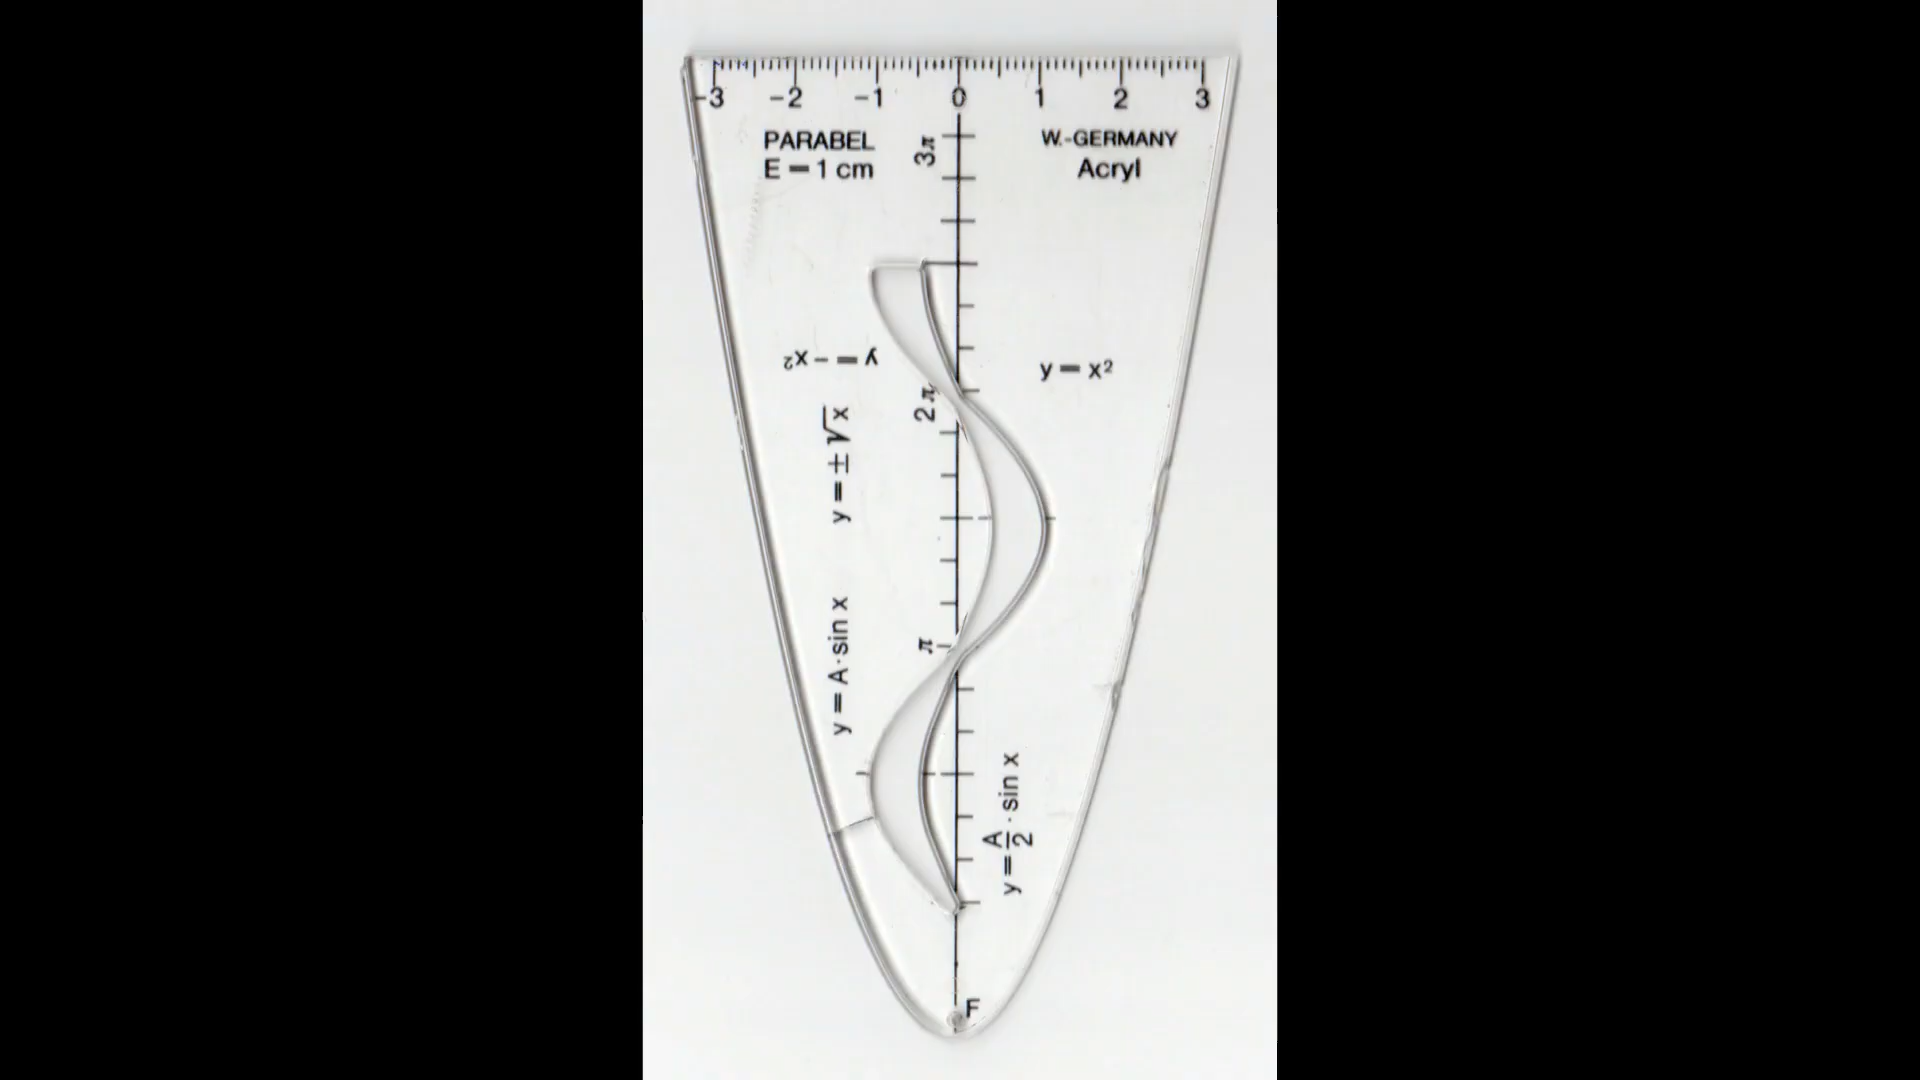 -3 -2 -1 0 1 2 3
PARABEL
E = 1 cm
W.-GERMANY
Acryl
3π
y = -x²
y = x²
2π
y = ±√x
π
y = A·sin x
y = A/2 · sin x
F